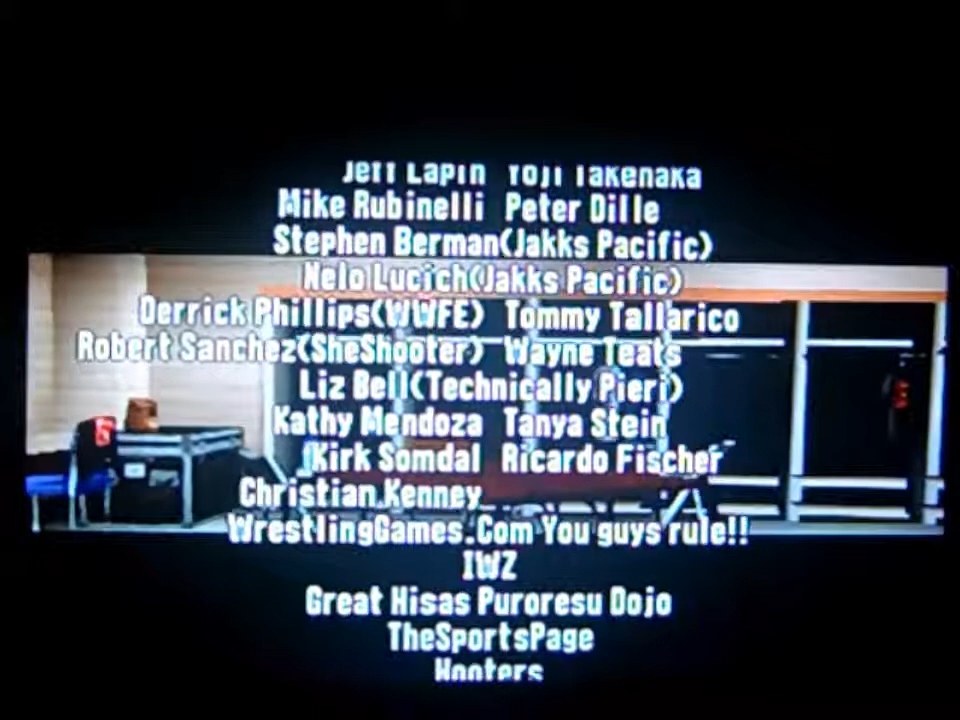 Jeff Lapin Yoji Takenaka
Mike Rubinelli Peter Dille
Stephen Berman(Jakks Pacific)
Nelo Lucich(Jakks Pacific)
Derrick Phillips(WWFE) Tommy Tallarico
Robert Sanchez(SheShooter) Wayne Teats
Liz Bell(Technically Pieri)
Kathy Mendoza Tanya Stein
Kirk Somdal Ricardo Fischer
Christian Kenney
WrestlingGames.Com You guys rule!!
IWZ
Great Hisas Puroresu Dojo
TheSportsPage
Hooters